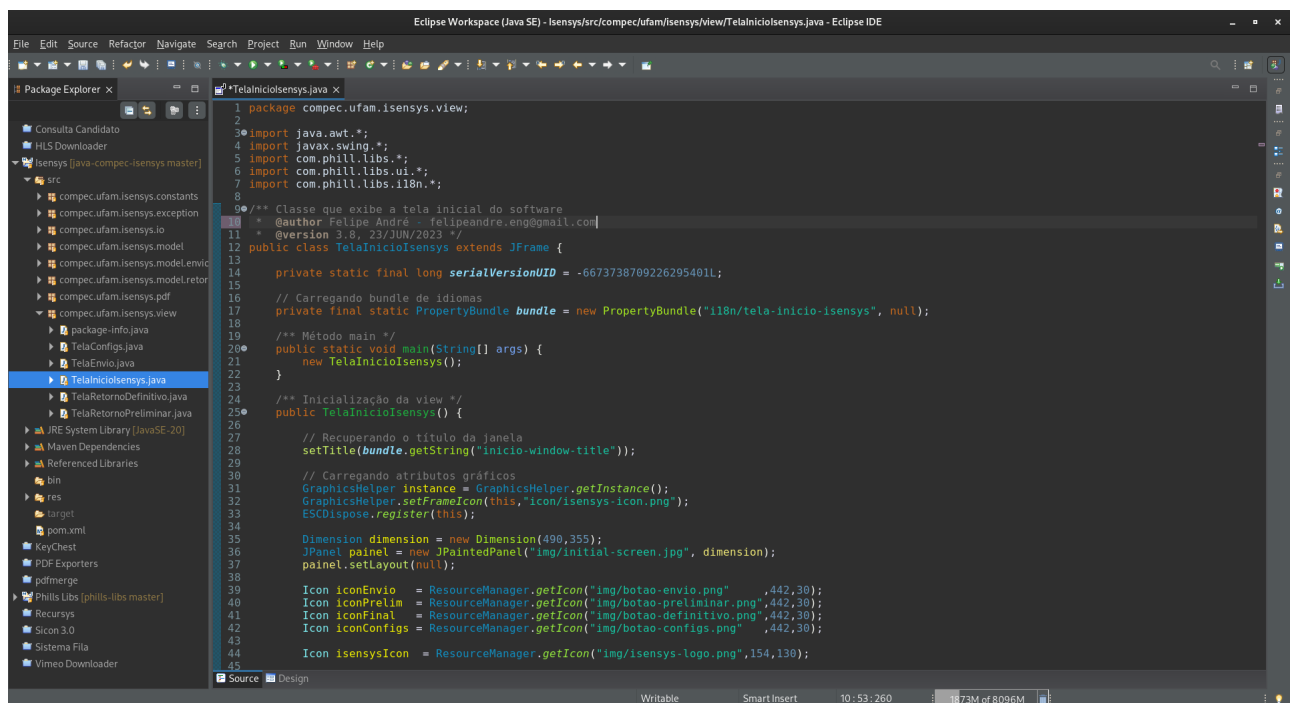 Eclipse Workspace (Java SE) - Isensys/src/compec/ufam/isensys/view/TelaInicioIsensys.java - Eclipse IDE
File Edit Source Refactor Navigate Search Project Run Window Help
Package Explorer
Consulta Candidato
HLS Downloader
Isensys [java-compec-isensys master]
src
compec.ufam.isensys.constants
compec.ufam.isensys.exception
compec.ufam.isensys.io
compec.ufam.isensys.model
compec.ufam.isensys.model.envic
compec.ufam.isensys.model.retor
compec.ufam.isensys.pdf
compec.ufam.isensys.view
package-info.java
TelaConfigs.java
TelaEnvio.java
TelaInicioIsensys.java
TelaRetornoDefinitivo.java
TelaRetornoPreliminar.java
JRE System Library [JavaSE-20]
Maven Dependencies
Referenced Libraries
bin
res
target
pom.xml
KeyChest
PDF Exporters
pdfmerge
Phills Libs [phills-libs master]
Recursys
Sicon 3.0
Sistema Fila
Vimeo Downloader
*TelaInicioIsensys.java
1 package compec.ufam.isensys.view;
2
3 import java.awt.*;
4 import javax.swing.*;
5 import com.phill.libs.*;
6 import com.phill.libs.ui.*;
7 import com.phill.libs.i18n.*;
8
9 /** Classe que exibe a tela inicial do software
10 * @author Felipe André - felipeandre.eng@gmail.com
11 * @version 3.8, 23/JUN/2023 */
12 public class TelaInicioIsensys extends JFrame {
13
14 private static final long serialVersionUID = -6673738709226295401L;
15
16 // Carregando bundle de idiomas
17 private final static PropertyBundle bundle = new PropertyBundle("i18n/tela-inicio-isensys", null);
18
19 /** Método main */
20 public static void main(String[] args) {
21 new TelaInicioIsensys();
22 }
23
24 /** Inicialização da view */
25 public TelaInicioIsensys() {
26
27 // Recuperando o título da janela
28 setTitle(bundle.getString("inicio-window-title"));
29
30 // Carregando atributos gráficos
31 GraphicsHelper instance = GraphicsHelper.getInstance();
32 GraphicsHelper.setFrameIcon(this,"icon/isensys-icon.png");
33 ESCDispose.register(this);
34
35 Dimension dimension = new Dimension(490,355);
36 JPanel painel = new JPaintedPanel("img/initial-screen.jpg", dimension);
37 painel.setLayout(null);
38
39 Icon iconEnvio = ResourceManager.getIcon("img/botao-envio.png" ,442,30);
40 Icon iconPrelim = ResourceManager.getIcon("img/botao-preliminar.png",442,30);
41 Icon iconFinal = ResourceManager.getIcon("img/botao-definitivo.png",442,30);
42 Icon iconConfigs = ResourceManager.getIcon("img/botao-configs.png" ,442,30);
43
44 Icon isensysIcon = ResourceManager.getIcon("img/isensys-logo.png",154,130);
45
Source Design
Writable Smart Insert 10 : 53 : 260 1873M of 8096M